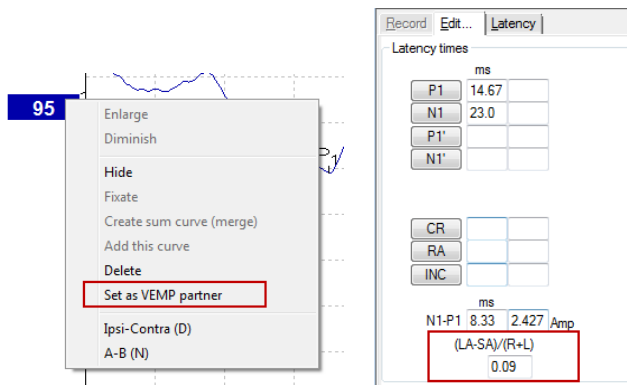 95
Enlarge
Diminish
Hide
Fixate
Create sum curve (merge)
Add this curve
Delete
Set as VEMP partner
Ipsi-Contra (D)
A-B (N)
Record Edit... Latency
Latency times
ms
P1 14.67
N1 23.0
P1'
N1'
CR
RA
INC
ms
N1-P1 8.33 2.427 Amp
(LA-SA)/(R+L)
0.09